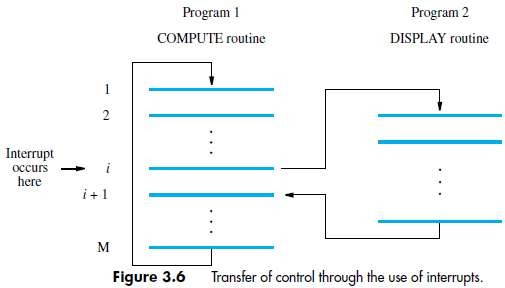 Program 1
COMPUTE routine
Program 2
DISPLAY routine
1
2
Interrupt
occurs
here
i
i + 1
M
Figure 3.6 Transfer of control through the use of interrupts.